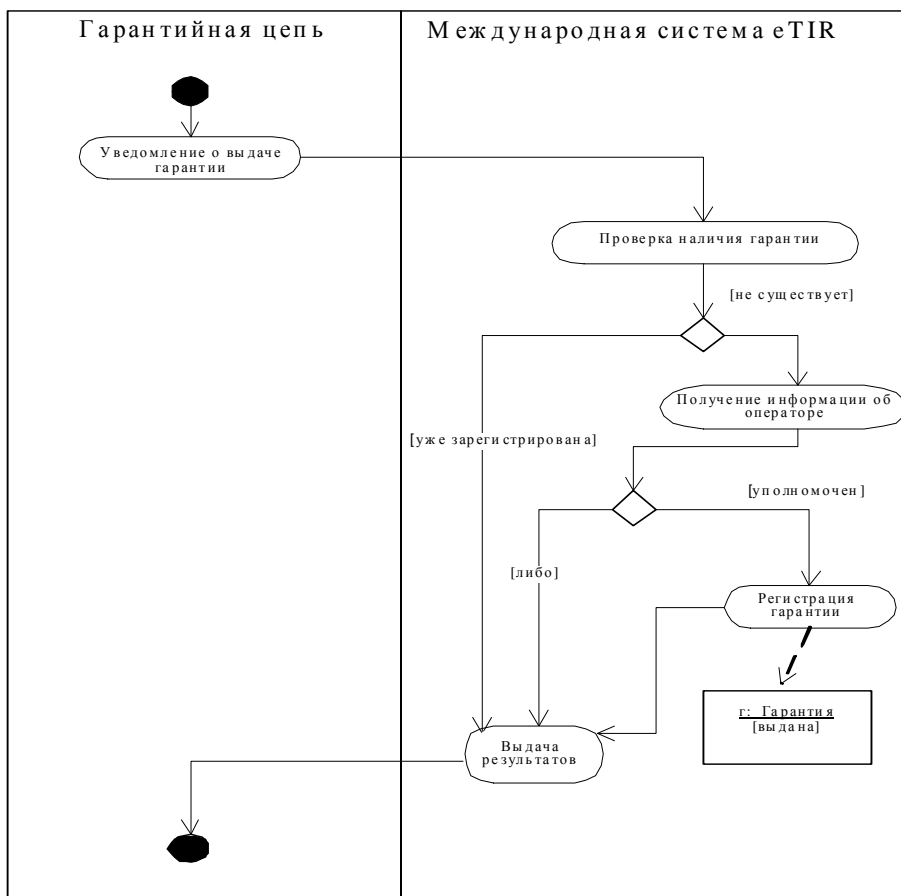 Гарантийная цепь
Международная система eTIR
Уведомление о выдаче
гарантии
Проверка наличия гарантии
[не существует]
Получение информации об
операторе
[уже зарегистрирована]
[уполномочен]
[либо]
Регистрация
гарантии
г: Гарантия
[выдана]
Выдача
результатов